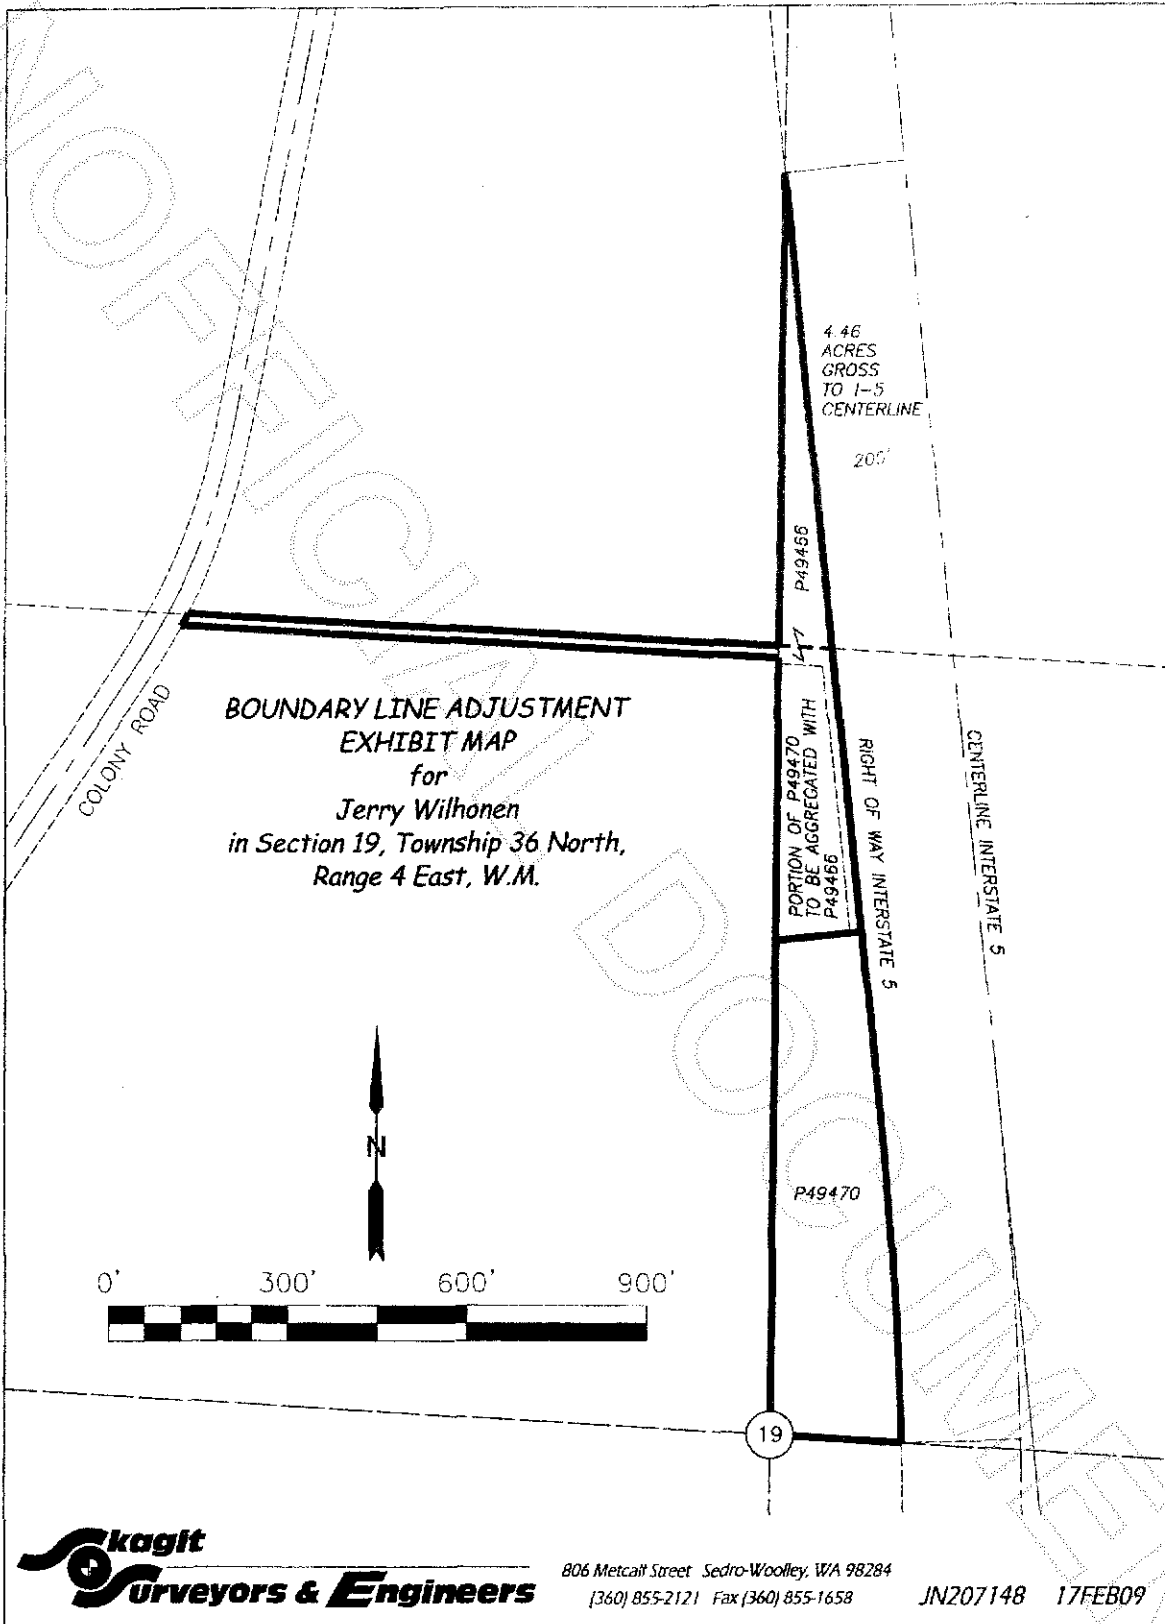 UNOFFICIAL DOCUMENT
4.46
ACRES
GROSS
TO I-5
CENTERLINE
P49466
COLONY ROAD
BOUNDARY LINE ADJUSTMENT
EXHIBIT MAP
for
Jerry Wilhonen
in Section 19, Township 36 North,
Range 4 East, W.M.
PORTION OF P49470
TO BE AGGREGATED WITH
P49466
RIGHT OF WAY INTERSTATE 5
CENTERLINE INTERSTATE 5
N
P49470
0' 300' 600' 900'
19
Skagit
Surveyors & Engineers
806 Metcalf Street Sedro-Woolley, WA 98284
(360) 855-2121 Fax (360) 855-1658
JN207148 17FEB09